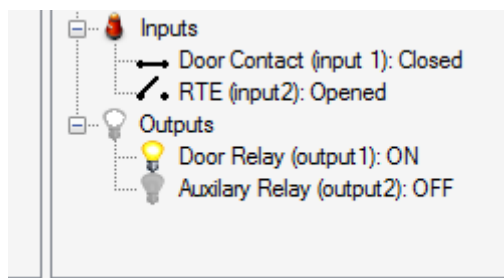 Inputs
Door Contact (input 1): Closed
RTE (input2): Opened
Outputs
Door Relay (output1): ON
Auxilary Relay (output2): OFF